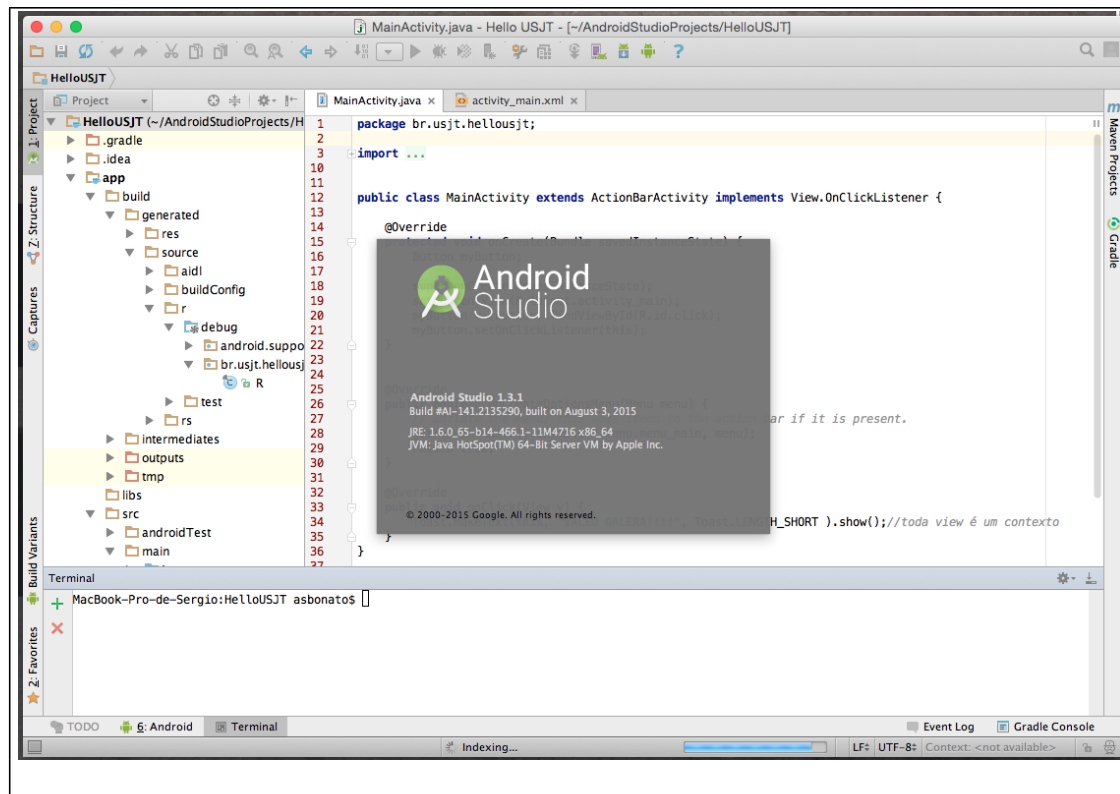 MainActivity.java - Hello USJT - [~/AndroidStudioProjects/HelloUSJT]
HelloUSJT
Project
MainActivity.java ×
activity_main.xml ×
1: Project
Z: Structure
Captures
Build Variants
2: Favorites
HelloUSJT (~/AndroidStudioProjects/H
.gradle
.idea
app
build
generated
res
source
aidl
buildConfig
r
debug
android.suppo
br.usjt.hellousj
R
test
rs
intermediates
outputs
tmp
libs
src
androidTest
main
1 package br.usjt.hellousjt;
2
3 import ...
10
11
12 public class MainActivity extends ActionBarActivity implements View.OnClickListener {
13
14 @Override
15
16
17
18
19
20
21
22
23
24
25
26
27 ar if it is present.
28
29
30
31
32
33
34 H_SHORT ).show();//toda view é um contexto
35 }
36 }
37
Android
Studio
Android Studio 1.3.1
Build #AI-141.2135290, built on August 3, 2015
JRE: 1.6.0_65-b14-466.1-11M4716 x86_64
JVM: Java HotSpot(TM) 64-Bit Server VM by Apple Inc.
© 2000-2015 Google. All rights reserved.
m Maven Projects
Gradle
Terminal
MacBook-Pro-de-Sergio:HelloUSJT asbonato$
TODO
6: Android
Terminal
Event Log
Gradle Console
Indexing...
LF
UTF-8
Context: <not available>